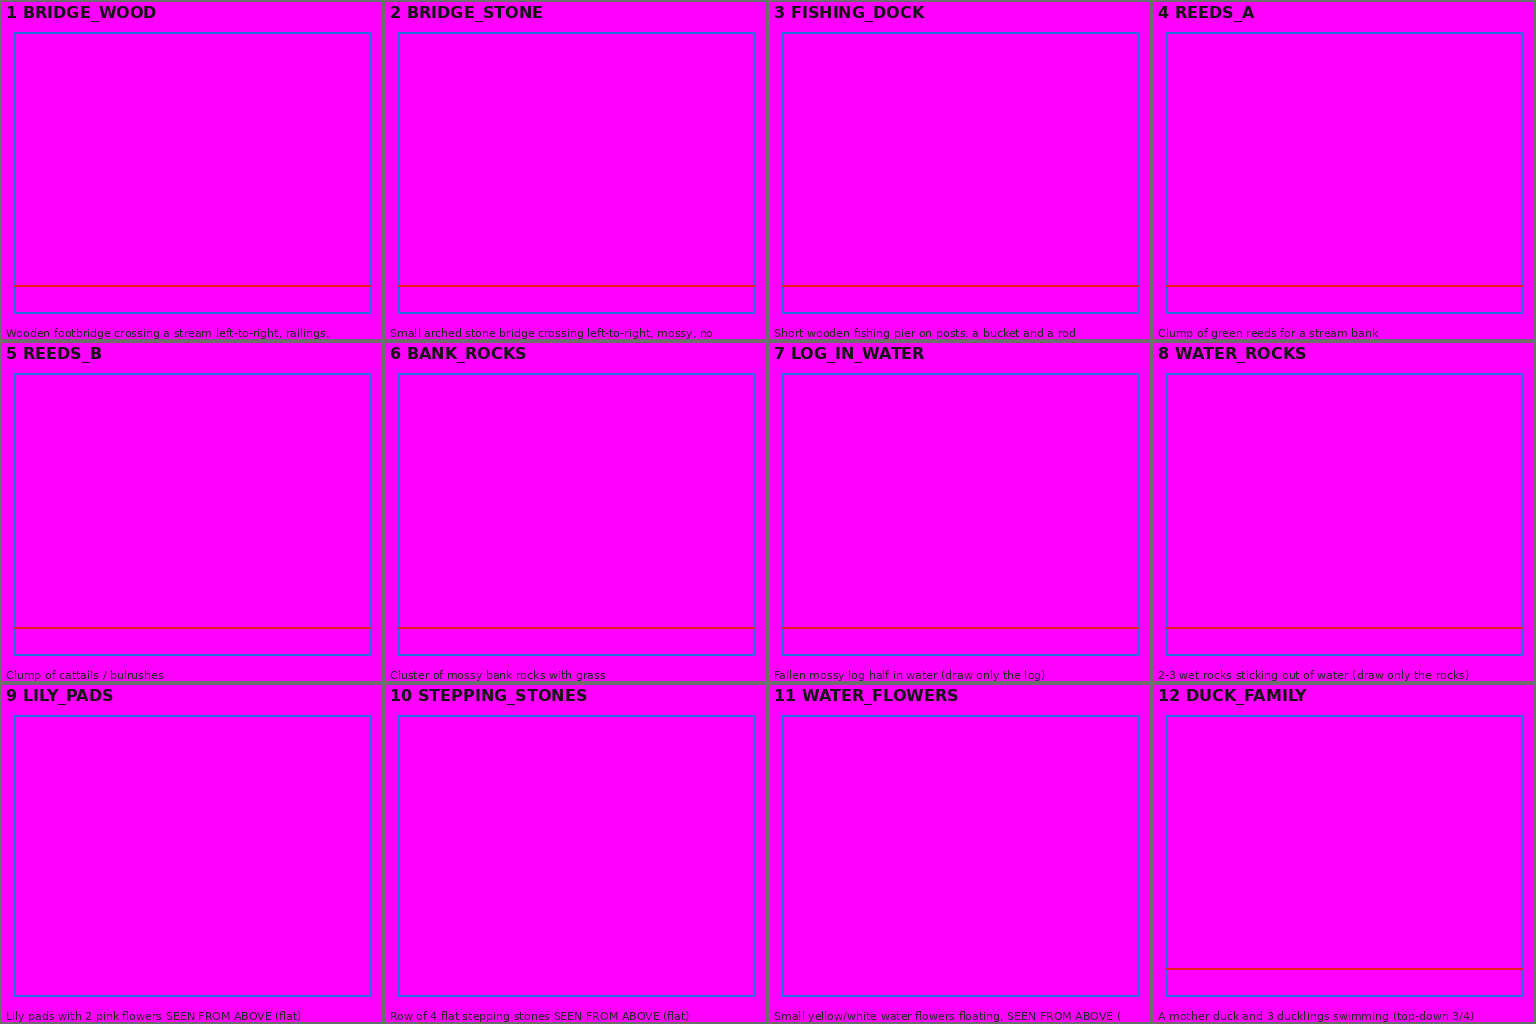 1 BRIDGE_WOOD
2 BRIDGE_STONE
3 FISHING_DOCK
4 REEDS_A
Wooden footbridge crossing a stream left-to-right, railings,
Small arched stone bridge crossing left-to-right, mossy, no
Short wooden fishing pier on posts, a bucket and a rod
Clump of green reeds for a stream bank
5 REEDS_B
6 BANK_ROCKS
7 LOG_IN_WATER
8 WATER_ROCKS
Clump of cattails / bulrushes
Cluster of mossy bank rocks with grass
Fallen mossy log half in water (draw only the log)
2-3 wet rocks sticking out of water (draw only the rocks)
9 LILY_PADS
10 STEPPING_STONES
11 WATER_FLOWERS
12 DUCK_FAMILY
Lily pads with 2 pink flowers SEEN FROM ABOVE (flat)
Row of 4 flat stepping stones SEEN FROM ABOVE (flat)
Small yellow/white water flowers floating, SEEN FROM ABOVE (
A mother duck and 3 ducklings swimming (top-down 3/4)